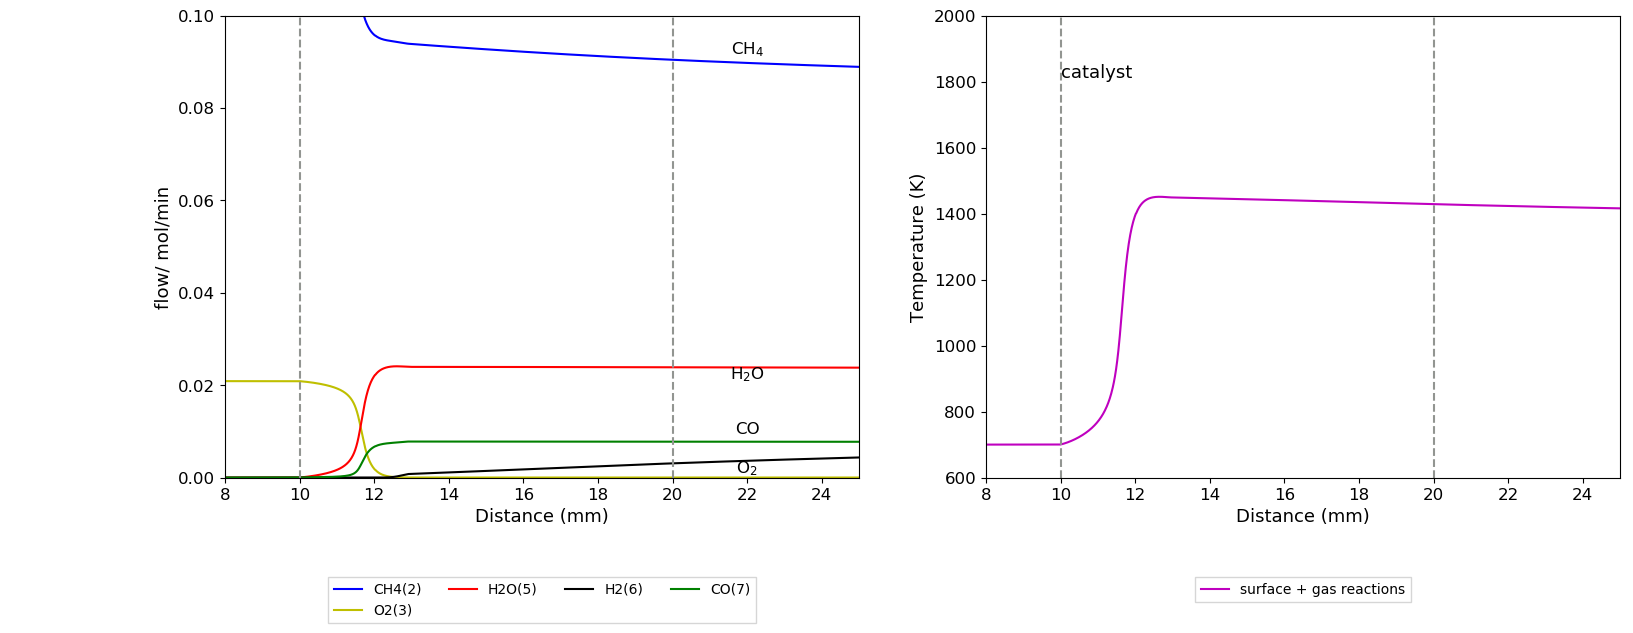 0.10
0.08
0.06
0.04
0.02
0.00
flow/ mol/min
CH₄
H₂O
CO
O₂
8 10 12 14 16 18 20 22 24
Distance (mm)
CH4(2) H2O(5) H2(6) CO(7)
O2(3)
2000
1800
1600
1400
1200
1000
800
600
Temperature (K)
catalyst
8 10 12 14 16 18 20 22 24
Distance (mm)
surface + gas reactions